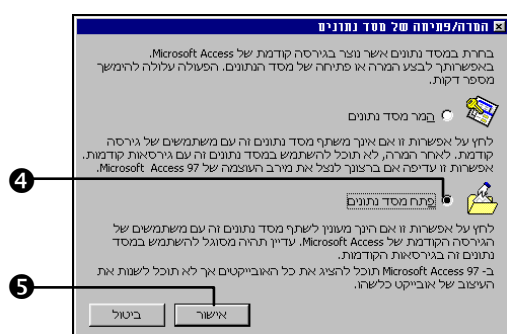 המרה/פתיחה של מסד נתונים
בחרת במסד נתונים אשר נוצר בגירסה קודמת של Microsoft Access.
באפשרותך לבצע המרה או פתיחה של מסד הנתונים. הפעולה עלולה להימשך
מספר דקות.
המר מסד נתונים
לחץ על אפשרות זו אם אינך משתף מסד נתונים זה עם משתמשים של גירסה
קודמת. לאחר המרה, לא תוכל להשתמש במסד נתונים זה עם גירסאות קודמות.
אפשרות זו עדיפה אם ברצונך לנצל את מירב העוצמה של Microsoft Access 97.
4
פתח מסד נתונים
לחץ על אפשרות זו אם הינך מעונין לשתף מסד נתונים זה עם משתמשים של
הגירסה הקודמת של Microsoft Access. עדיין תהיה מסוגל להשתמש במסד
נתונים זה בגירסאות הקודמות.
ב- Microsoft Access 97 תוכל להציג את כל האובייקטים אך לא תוכל לשנות את
העיצוב של אובייקט כלשהו.
5
אישור
ביטול